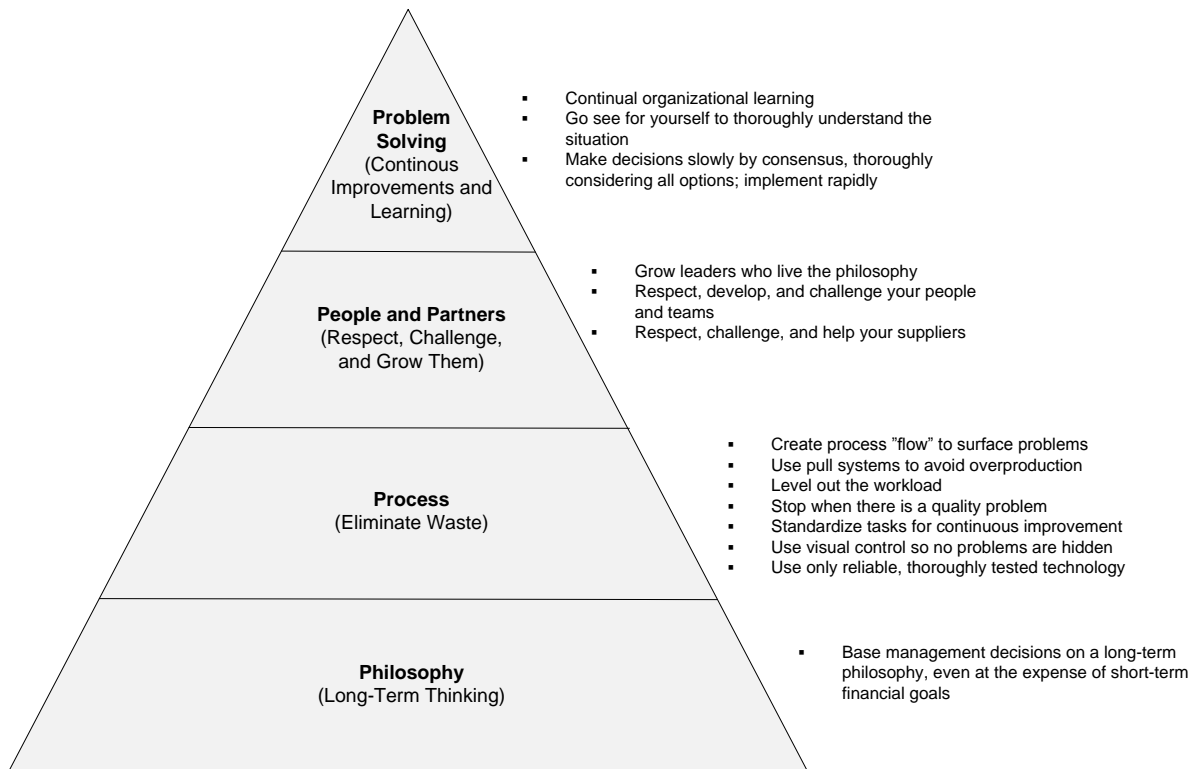 Problem
Solving
(Continous
Improvements and
Learning)
▪ Continual organizational learning
▪ Go see for yourself to thoroughly understand the
situation
▪ Make decisions slowly by consensus, thoroughly
considering all options; implement rapidly
People and Partners
(Respect, Challenge,
and Grow Them)
▪ Grow leaders who live the philosophy
▪ Respect, develop, and challenge your people
and teams
▪ Respect, challenge, and help your suppliers
Process
(Eliminate Waste)
▪ Create process ”flow” to surface problems
▪ Use pull systems to avoid overproduction
▪ Level out the workload
▪ Stop when there is a quality problem
▪ Standardize tasks for continuous improvement
▪ Use visual control so no problems are hidden
▪ Use only reliable, thoroughly tested technology
Philosophy
(Long-Term Thinking)
▪ Base management decisions on a long-term
philosophy, even at the expense of short-term
financial goals